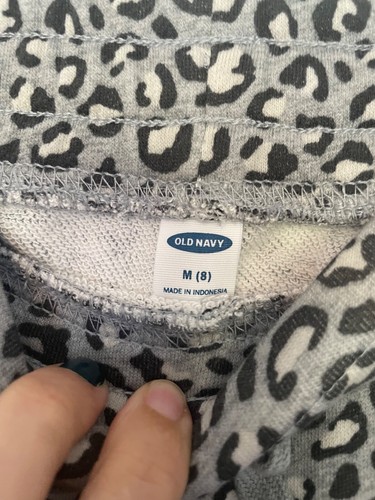 OLD NAVY
M (8)
MADE IN INDONESIA